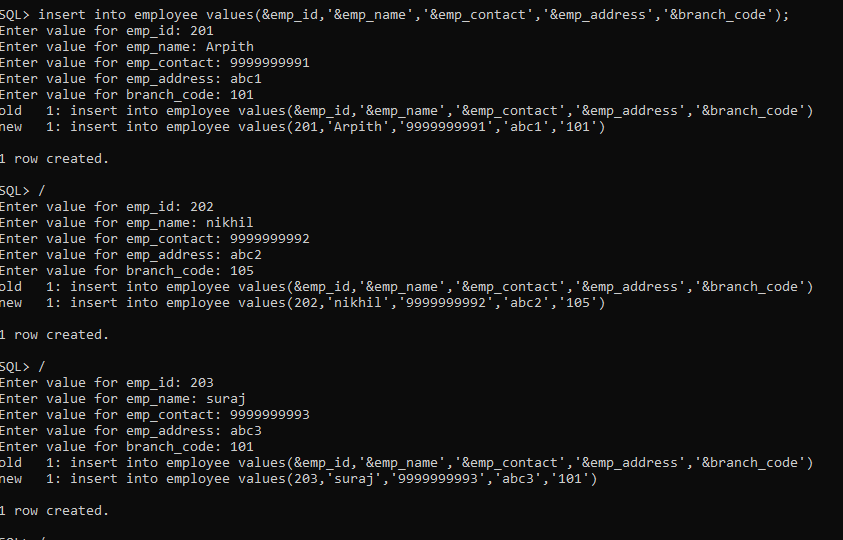 SQL> insert into employee values(&emp_id,'&emp_name','&emp_contact','&emp_address','&branch_code');
Enter value for emp_id: 201
Enter value for emp_name: Arpith
Enter value for emp_contact: 9999999991
Enter value for emp_address: abc1
Enter value for branch_code: 101
old   1: insert into employee values(&emp_id,'&emp_name','&emp_contact','&emp_address','&branch_code')
new   1: insert into employee values(201,'Arpith','9999999991','abc1','101')
1 row created.
SQL> /
Enter value for emp_id: 202
Enter value for emp_name: nikhil
Enter value for emp_contact: 9999999992
Enter value for emp_address: abc2
Enter value for branch_code: 105
old   1: insert into employee values(&emp_id,'&emp_name','&emp_contact','&emp_address','&branch_code')
new   1: insert into employee values(202,'nikhil','9999999992','abc2','105')
1 row created.
SQL> /
Enter value for emp_id: 203
Enter value for emp_name: suraj
Enter value for emp_contact: 9999999993
Enter value for emp_address: abc3
Enter value for branch_code: 101
old   1: insert into employee values(&emp_id,'&emp_name','&emp_contact','&emp_address','&branch_code')
new   1: insert into employee values(203,'suraj','9999999993','abc3','101')
1 row created.